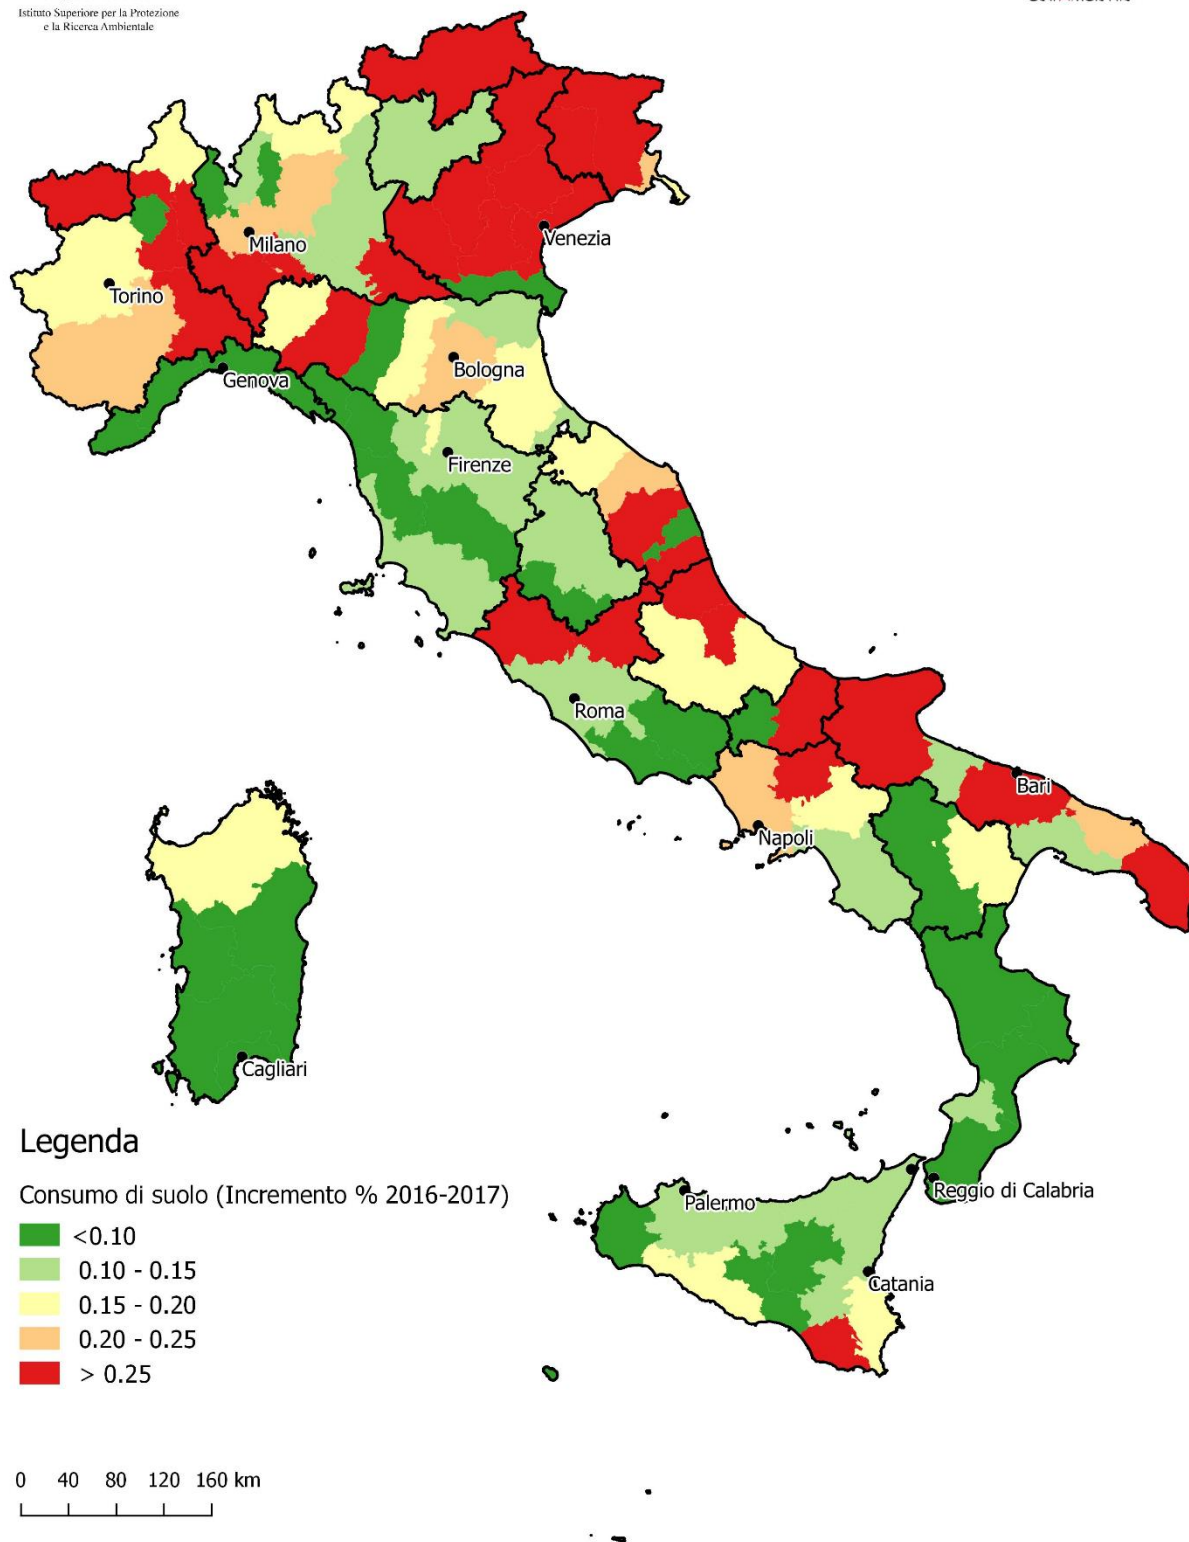 Istituto Superiore per la Protezione
e la Ricerca Ambientale
Milano
Venezia
Torino
Genova
Bologna
Firenze
Roma
Bari
Napoli
Cagliari
Legenda
Consumo di suolo (Incremento % 2016-2017)
<0.10
0.10 - 0.15
0.15 - 0.20
0.20 - 0.25
> 0.25
Reggio di Calabria
Palermo
Catania
0 40 80 120 160 km